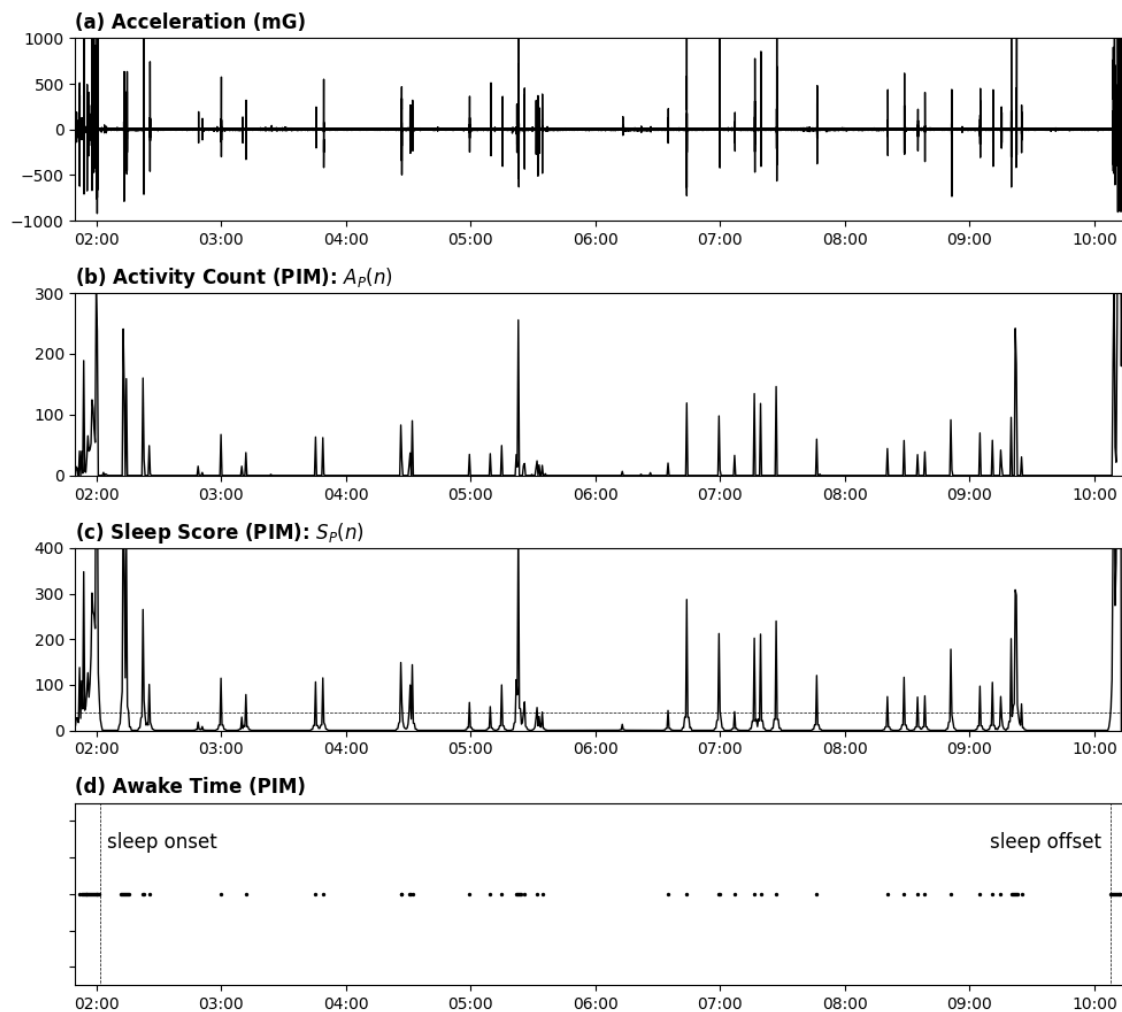 (a) Acceleration (mG)
1000
500
0
−500
−1000
02:00 03:00 04:00 05:00 06:00 07:00 08:00 09:00 10:00
(b) Activity Count (PIM): A_P(n)
300
200
100
0
02:00 03:00 04:00 05:00 06:00 07:00 08:00 09:00 10:00
(c) Sleep Score (PIM): S_P(n)
400
300
200
100
0
02:00 03:00 04:00 05:00 06:00 07:00 08:00 09:00 10:00
(d) Awake Time (PIM)
sleep onset sleep offset
02:00 03:00 04:00 05:00 06:00 07:00 08:00 09:00 10:00